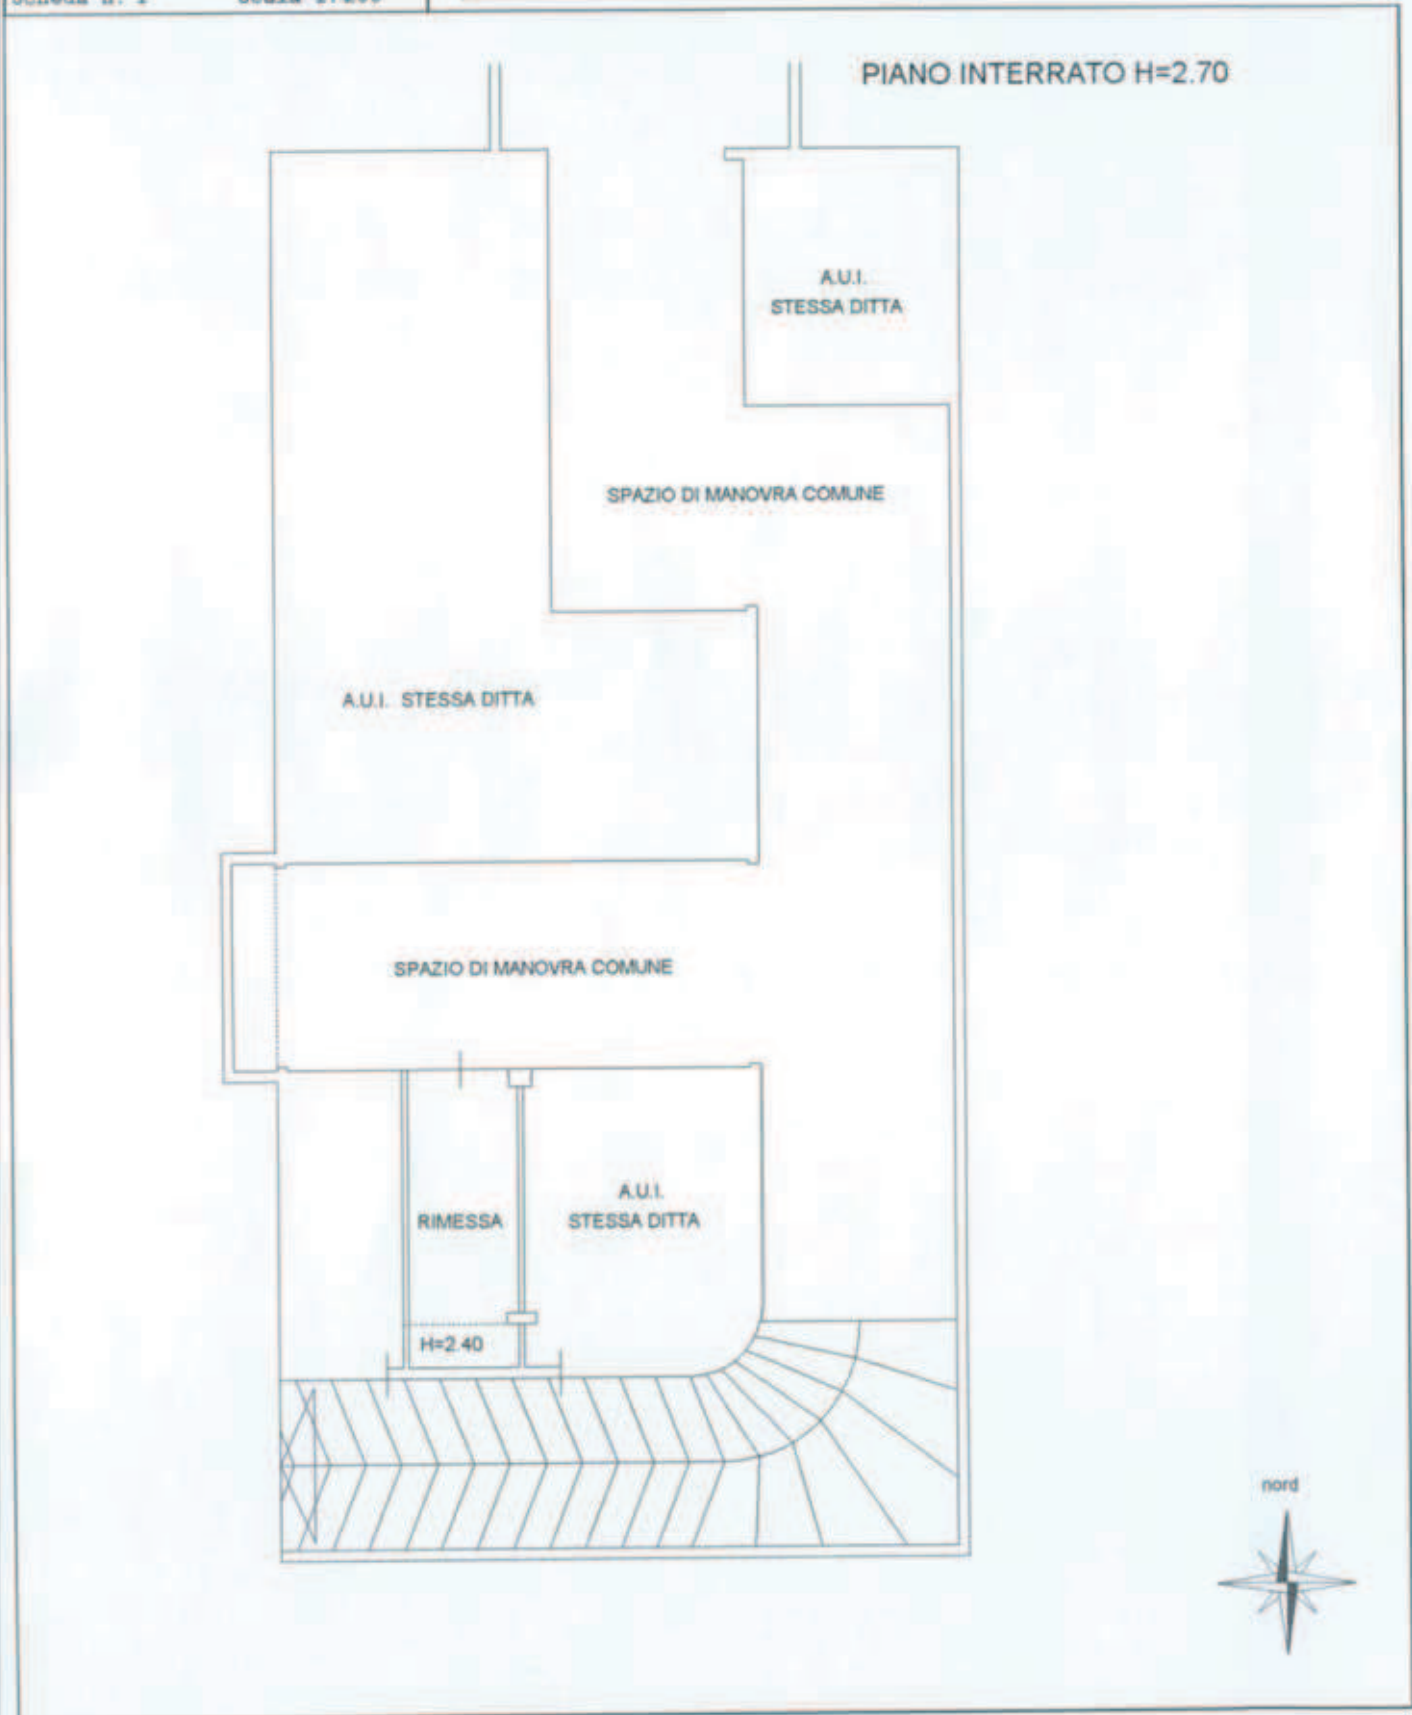 PIANO INTERRATO H=2.70
A.U.I.
STESSA DITTA
SPAZIO DI MANOVRA COMUNE
A.U.I. STESSA DITTA
SPAZIO DI MANOVRA COMUNE
A.U.I.
STESSA DITTA
RIMESSA
H=2.40
nord